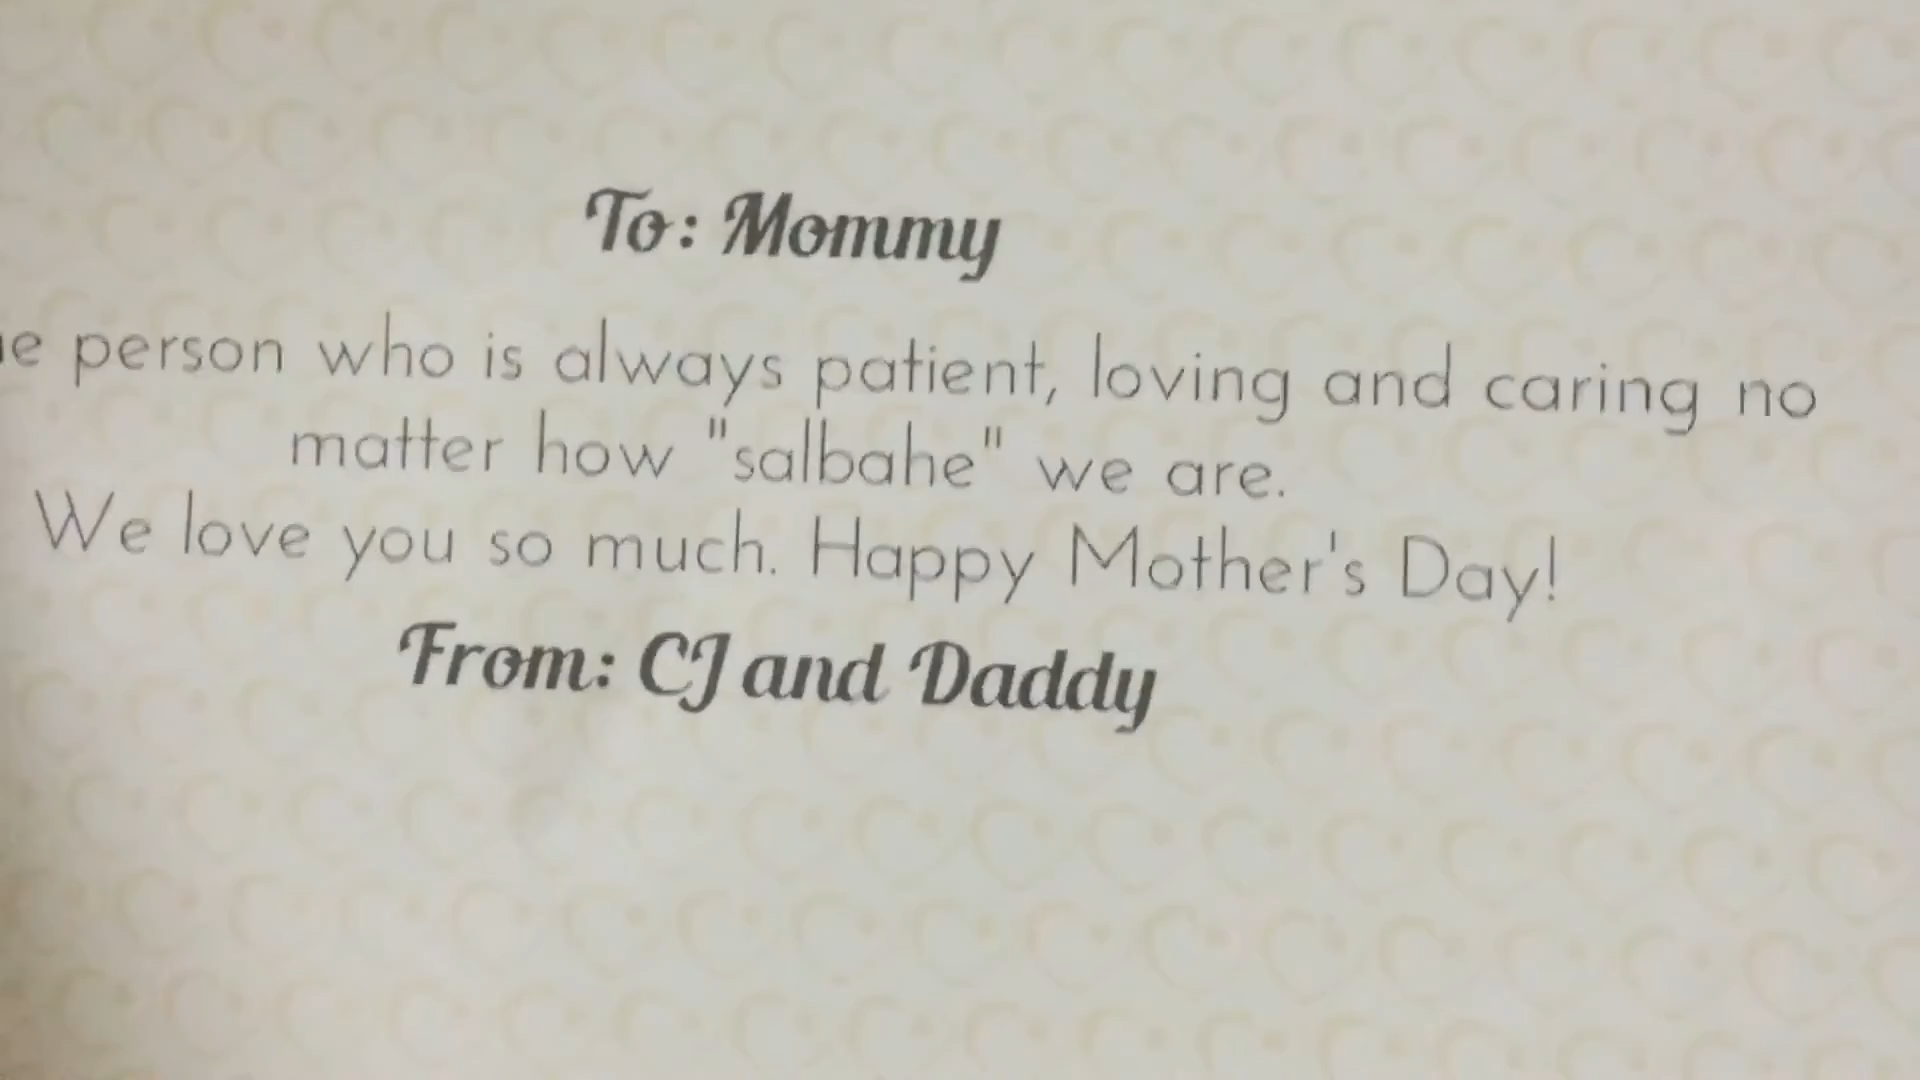 To: Mommy
person who is always patient, loving and caring no
matter how "salbahe" we are.
We love you so much. Happy Mother's Day!
From: CJ and Daddy